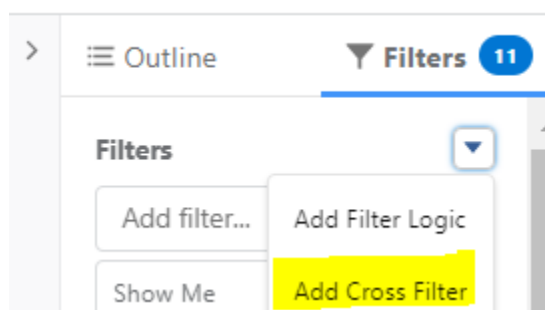 Outline Filters 11
Filters
Add filter... Add Filter Logic
Show Me Add Cross Filter